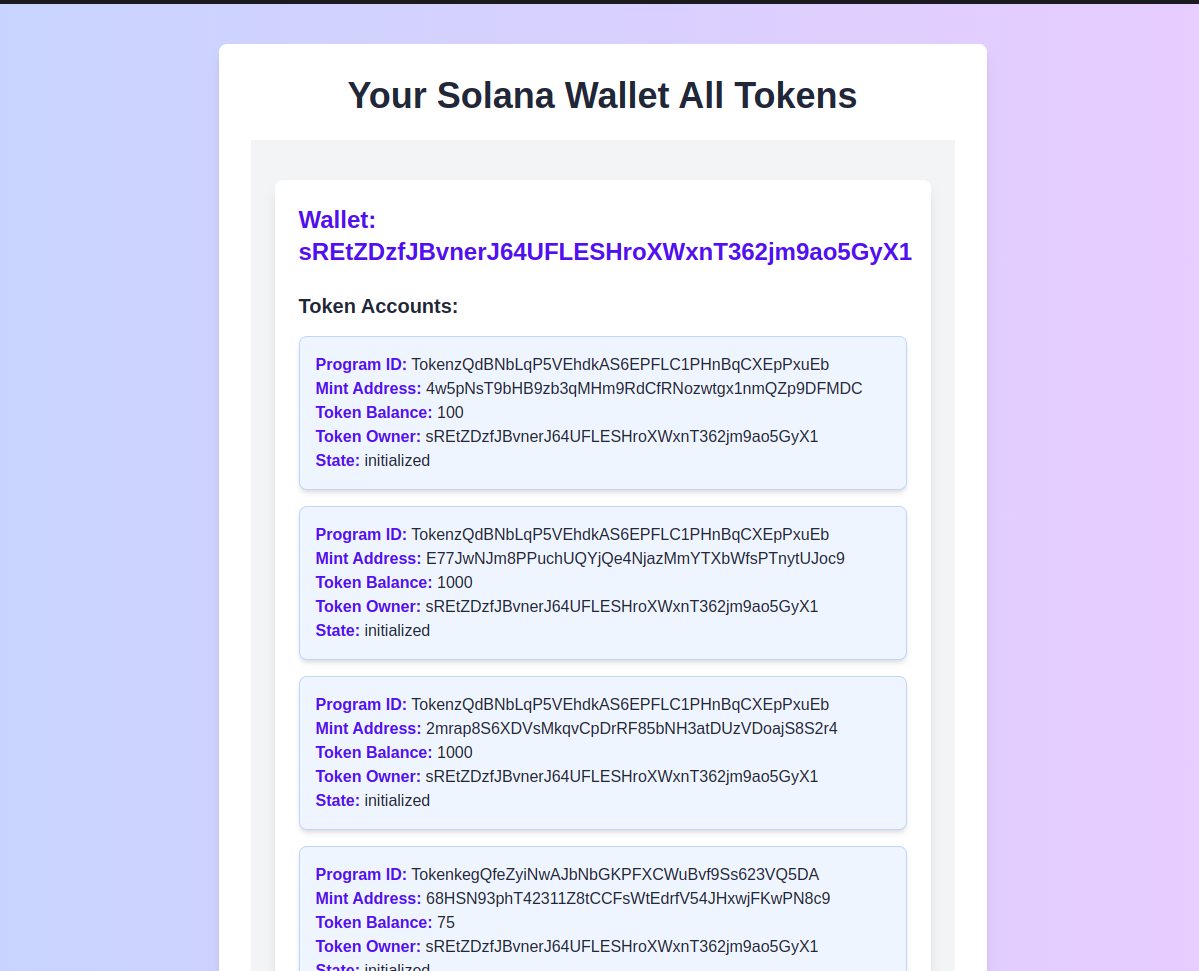 Your Solana Wallet All Tokens
Wallet:
sREtZDzfJBvnerJ64UFLESHroXWxnT362jm9ao5GyX1
Token Accounts:
Program ID: TokenzQdBNbLqP5VEhdkAS6EPFLC1PHnBqCXEpPxuEb
Mint Address: 4w5pNsT9bHB9zb3qMHm9RdCfRNozwtgx1nmQZp9DFMDC
Token Balance: 100
Token Owner: sREtZDzfJBvnerJ64UFLESHroXWxnT362jm9ao5GyX1
State: initialized
Program ID: TokenzQdBNbLqP5VEhdkAS6EPFLC1PHnBqCXEpPxuEb
Mint Address: E77JwNJm8PPuchUQYjQe4NjazMmYTXbWfsPTnytUJoc9
Token Balance: 1000
Token Owner: sREtZDzfJBvnerJ64UFLESHroXWxnT362jm9ao5GyX1
State: initialized
Program ID: TokenzQdBNbLqP5VEhdkAS6EPFLC1PHnBqCXEpPxuEb
Mint Address: 2mrap8S6XDVsMkqvCpDrRF85bNH3atDUzVDoajS8S2r4
Token Balance: 1000
Token Owner: sREtZDzfJBvnerJ64UFLESHroXWxnT362jm9ao5GyX1
State: initialized
Program ID: TokenkegQfeZyiNwAJbNbGKPFXCWuBvf9Ss623VQ5DA
Mint Address: 68HSN93phT42311Z8tCCFsWtEdrfV54JHxwjFKwPN8c9
Token Balance: 75
Token Owner: sREtZDzfJBvnerJ64UFLESHroXWxnT362jm9ao5GyX1
State: initialized